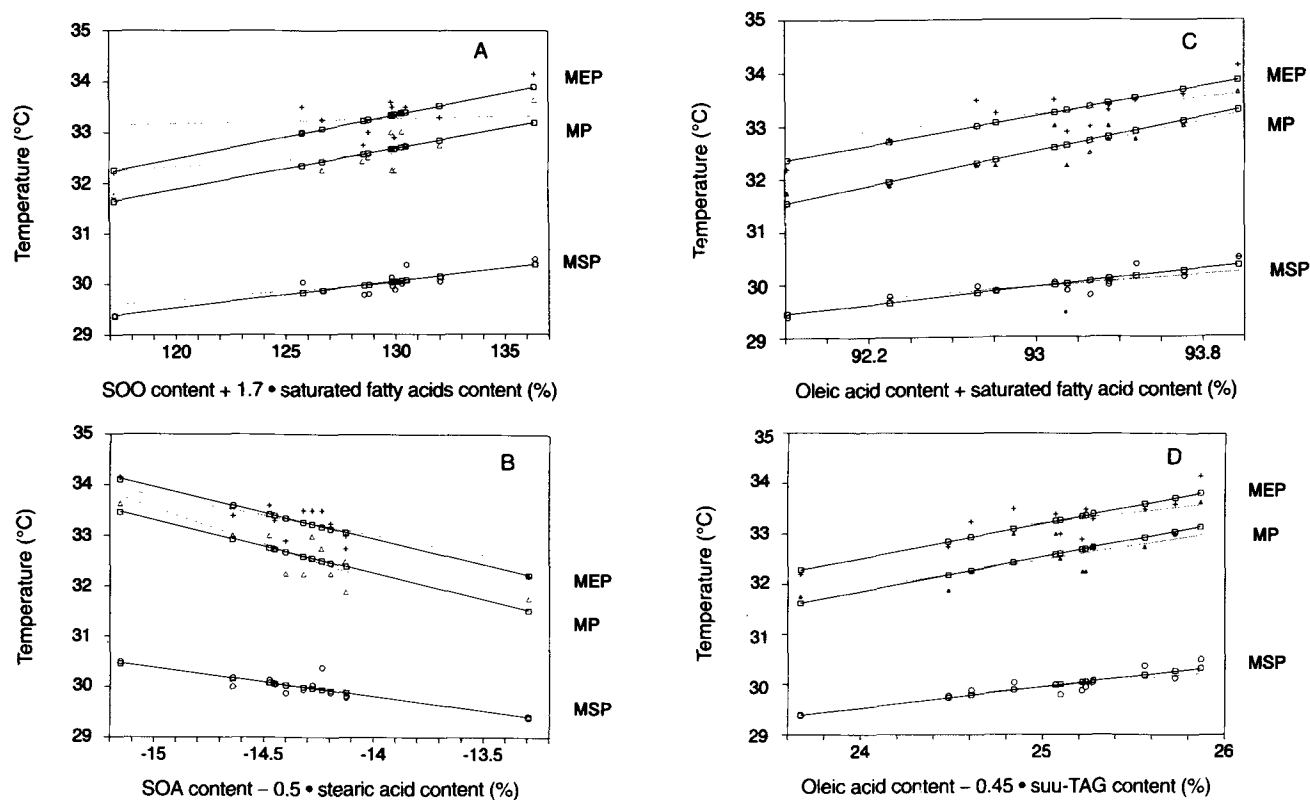 A
35
34
33
32
31
30
29
Temperature (°C)
MEP
MP
MSP
120 125 130 135
SOO content + 1.7 • saturated fatty acids content (%)
C
35
34
33
32
31
30
29
Temperature (°C)
MEP
MP
MSP
92.2 93 93.8
Oleic acid content + saturated fatty acid content (%)
B
35
34
33
32
31
30
29
Temperature (°C)
MEP
MP
MSP
-15 -14.5 -14 -13.5
SOA content – 0.5 • stearic acid content (%)
D
35
34
33
32
31
30
29
Temperature (°C)
MEP
MP
MSP
24 25 26
Oleic acid content – 0.45 • suu-TAG content (%)